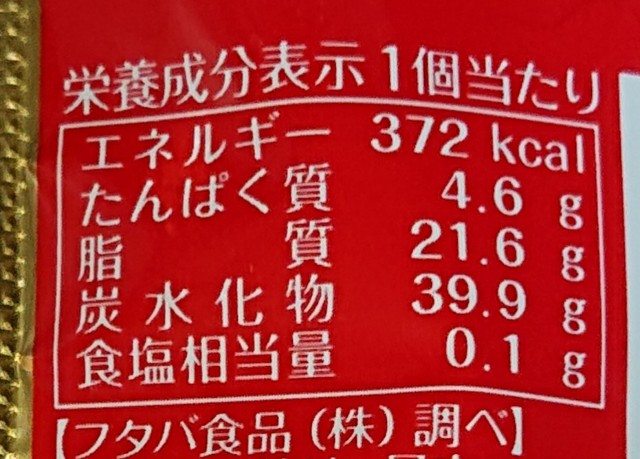 栄養成分表示 1個当たり
エネルギー 372 kcal
たんぱく質 4.6 g
脂質 21.6 g
炭水化物 39.9 g
食塩相当量 0.1 g
【フタバ食品(株)調べ】